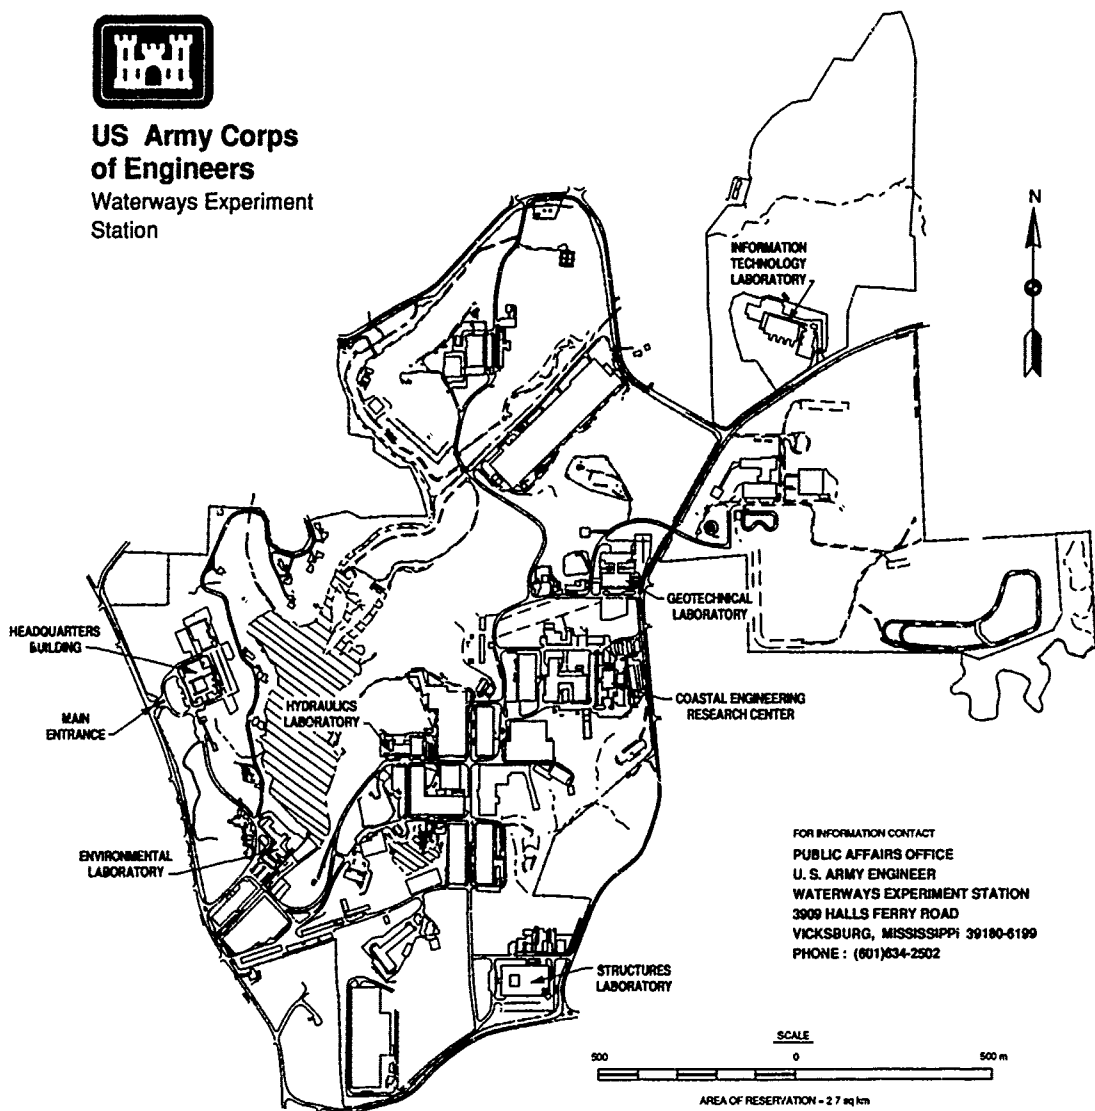 US Army Corps
of Engineers
Waterways Experiment
Station
N
INFORMATION
TECHNOLOGY
LABORATORY
GEOTECHNICAL
LABORATORY
HEADQUARTERS
BUILDING
MAIN
ENTRANCE
HYDRAULICS
LABORATORY
COASTAL ENGINEERING
RESEARCH CENTER
ENVIRONMENTAL
LABORATORY
STRUCTURES
LABORATORY
FOR INFORMATION CONTACT
PUBLIC AFFAIRS OFFICE
U. S. ARMY ENGINEER
WATERWAYS EXPERIMENT STATION
3909 HALLS FERRY ROAD
VICKSBURG, MISSISSIPPI 39180-6199
PHONE : (601)634-2502
SCALE
500 0 500 m
AREA OF RESERVATION = 2.7 sq km